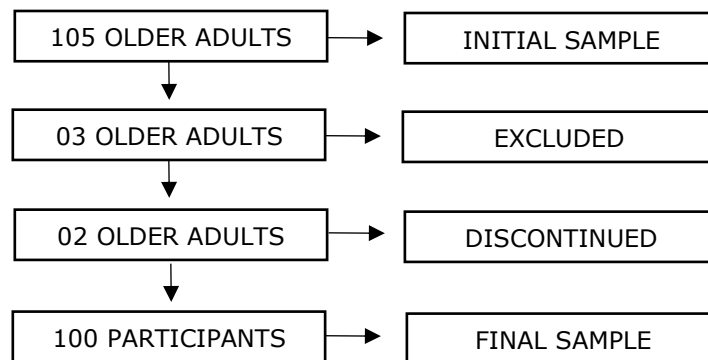 105 OLDER ADULTS
INITIAL SAMPLE
03 OLDER ADULTS
EXCLUDED
02 OLDER ADULTS
DISCONTINUED
100 PARTICIPANTS
FINAL SAMPLE